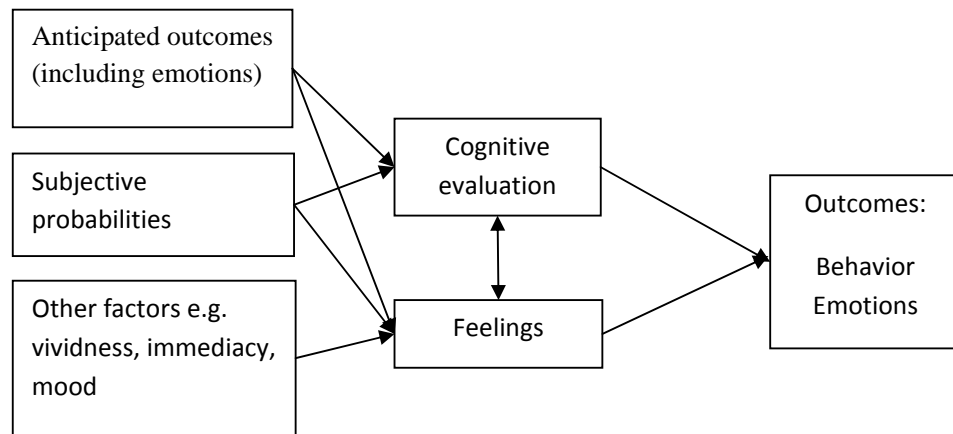 Anticipated outcomes
(including emotions)
Subjective
probabilities
Other factors e.g.
vividness, immediacy,
mood
Cognitive
evaluation
Feelings
Outcomes:
Behavior
Emotions